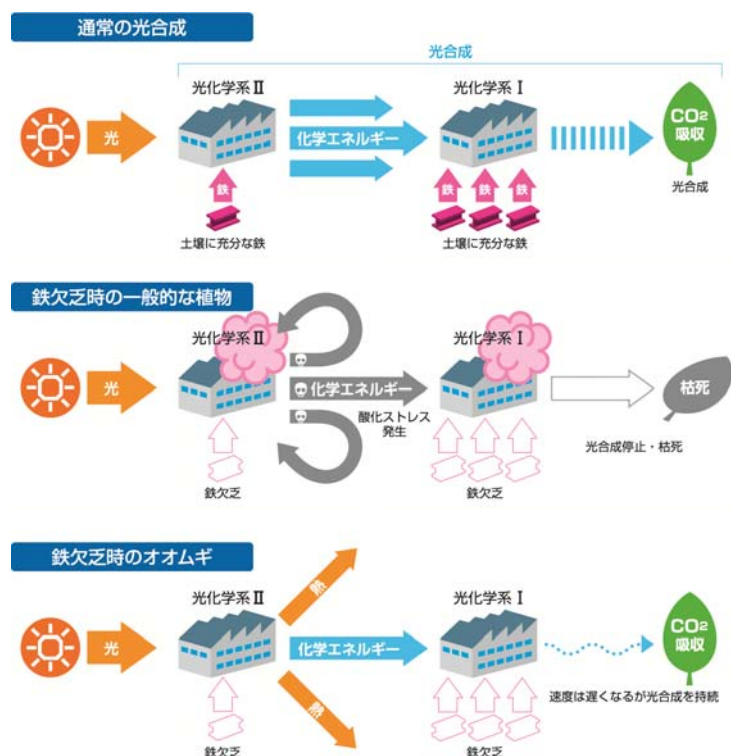 通常の光合成
光合成
光化学系Ⅱ
光化学系Ⅰ
光
化学エネルギー
CO2
吸収
鉄
鉄 鉄 鉄
光合成
土壌に充分な鉄
土壌に充分な鉄
鉄欠乏時の一般的な植物
光化学系Ⅱ
光化学系Ⅰ
光
化学エネルギー
枯死
酸化ストレス
発生
光合成停止・枯死
鉄欠乏
鉄欠乏
鉄欠乏時のオオムギ
光化学系Ⅱ
熱
光化学系Ⅰ
光
化学エネルギー
CO2
吸収
熱
速度は遅くなるが光合成を持続
鉄欠乏
鉄欠乏